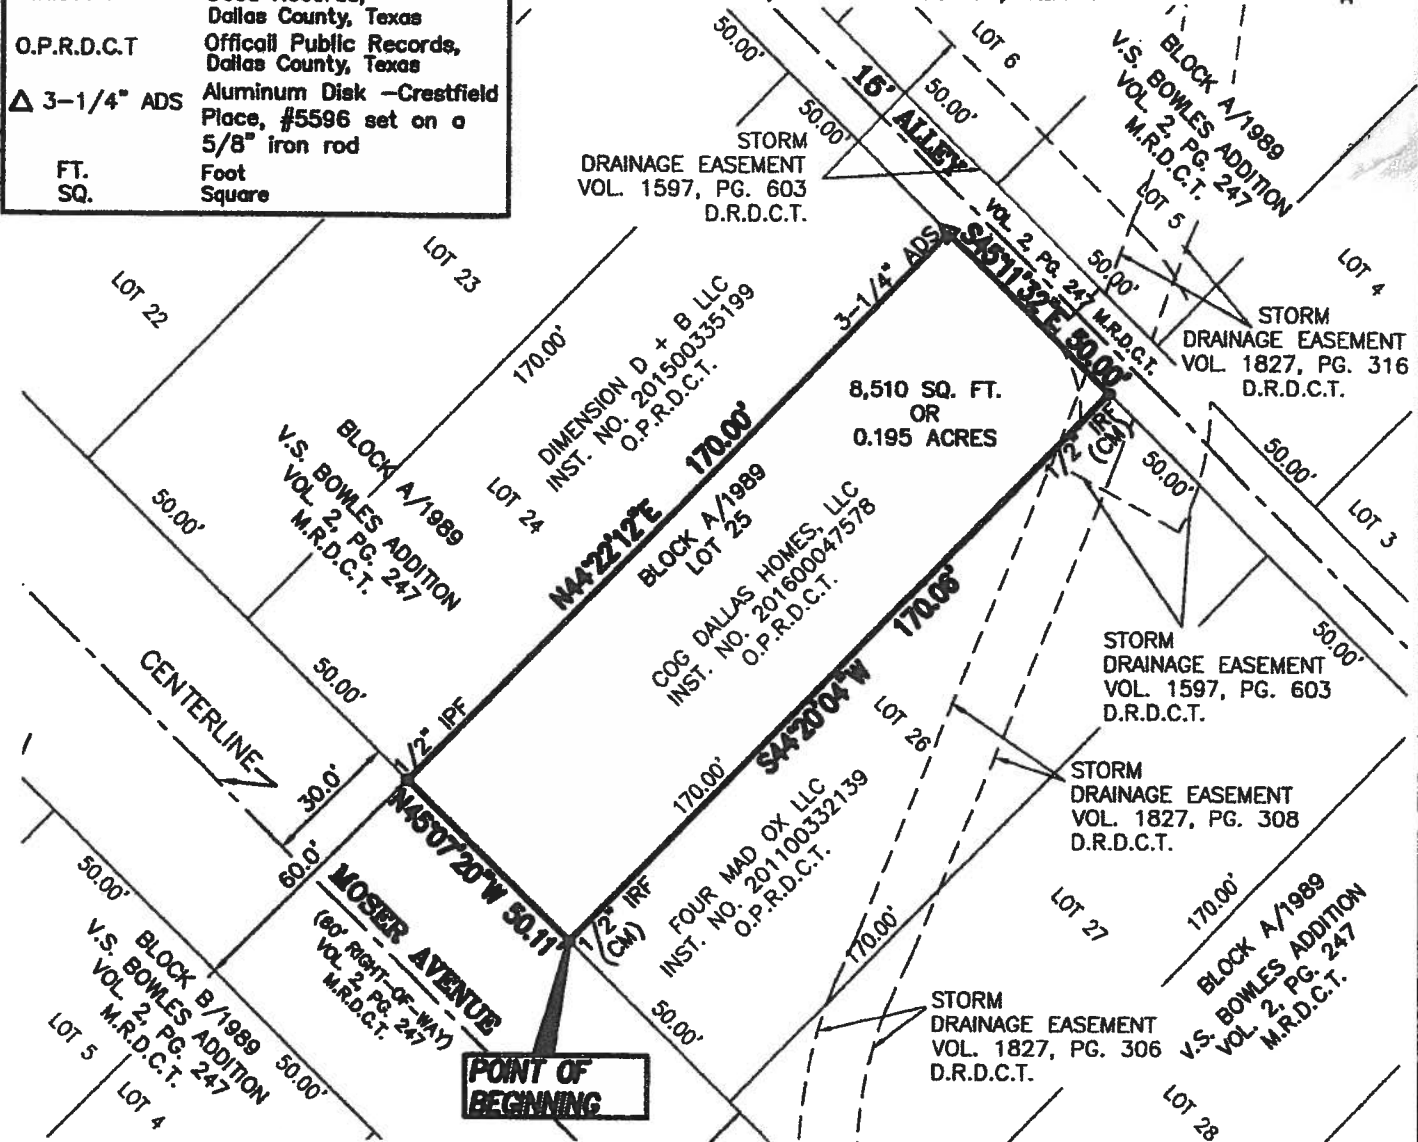 Dallas County, Texas
O.P.R.D.C.T
Officail Public Records,
Dallas County, Texas
Δ 3-1/4" ADS
Aluminum Disk -Crestfield
Place, #5596 set on a
5/8" iron rod
FT.
Foot
SQ.
Square
50.00'
50.00'
15' ALLEY
VOL. 2, PG. 247 M.R.D.C.T.
50.00'
LOT 6
BLOCK A/1989
V.S. BOWLES ADDITION
VOL. 2, PG. 247
M.R.D.C.T.
LOT 5
LOT 4
STORM
DRAINAGE EASEMENT
VOL. 1597, PG. 603
D.R.D.C.T.
50.00'
STORM
DRAINAGE EASEMENT
VOL. 1827, PG. 316
D.R.D.C.T.
LOT 22
LOT 23
170.00'
DIMENSION D + B LLC
INST. NO. 201500335199
O.P.R.D.C.T.
3-1/4" ADS
S45°11'32"E 50.00'
8,510 SQ. FT.
OR
0.195 ACRES
1/2" IRF
(CM)
50.00'
50.00'
LOT 3
BLOCK A/1989
V.S. BOWLES ADDITION
VOL. 2, PG. 247
M.R.D.C.T.
50.00'
LOT 24
N44°22'12"E
170.00'
BLOCK A/1989
LOT 25
COG DALLAS HOMES, LLC
INST. NO. 201600047578
O.P.R.D.C.T.
S44°20'04"W
170.06'
170.00'
LOT 26
STORM
DRAINAGE EASEMENT
VOL. 1597, PG. 603
D.R.D.C.T.
50.00'
CENTERLINE
50.00'
1/2" IPF
30.0'
60.0'
N45°07'20"W 50.11'
STORM
DRAINAGE EASEMENT
VOL. 1827, PG. 308
D.R.D.C.T.
FOUR MAD OX LLC
INST. NO. 201100332139
O.P.R.D.C.T.
1/2" IRF
(CM)
50.00'
MOSER AVENUE
(60' RIGHT-OF-WAY)
VOL. 2, PG. 247
M.R.D.C.T.
BLOCK B/1989
V.S. BOWLES ADDITION
VOL. 2, PG. 247
M.R.D.C.T.
LOT 5
LOT 4
50.00'
50.00'
170.00'
LOT 27
170.00'
BLOCK A/1989
V.S. BOWLES ADDITION
VOL. 2, PG. 247
M.R.D.C.T.
STORM
DRAINAGE EASEMENT
VOL. 1827, PG. 306
D.R.D.C.T.
LOT 28
POINT OF
BEGINNING